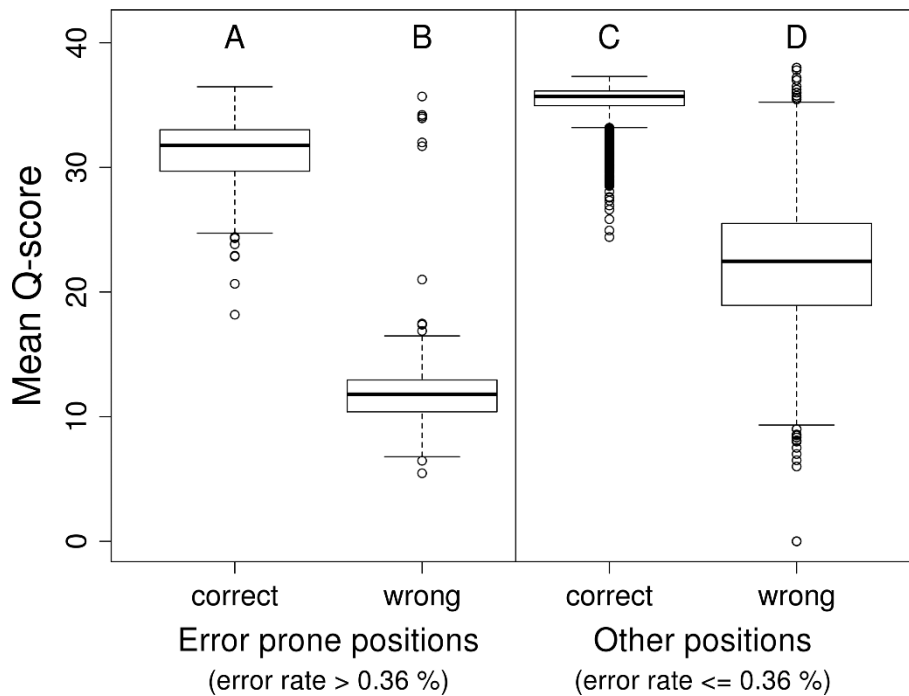 Mean Q-score
40
30
20
10
0
A
B
C
D
correct
wrong
correct
wrong
Error prone positions
(error rate > 0.36 %)
Other positions
(error rate <= 0.36 %)